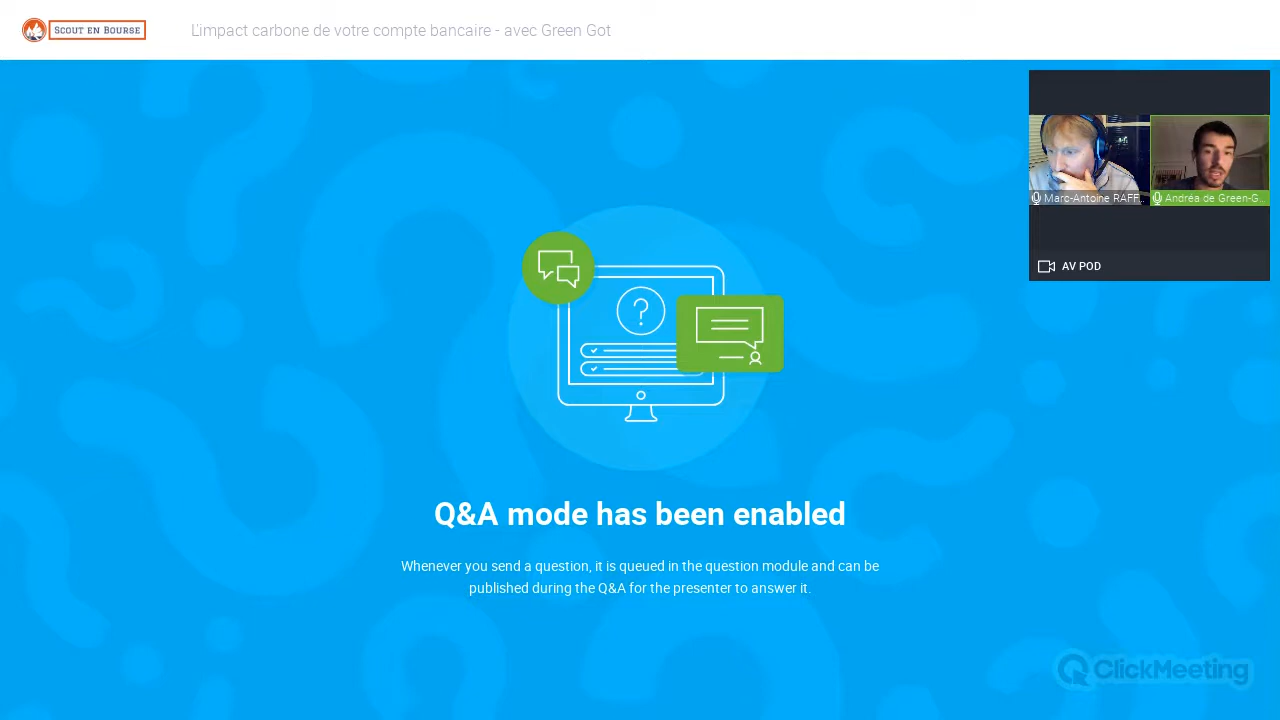 SCOUT EN BOURSE
L'impact carbone de votre compte bancaire - avec Green Got
Marc-Antoine RAFF...
Andréa de Green-G...
AV POD
?
Q&A mode has been enabled
Whenever you send a question, it is queued in the question module and can be
published during the Q&A for the presenter to answer it.
ClickMeeting